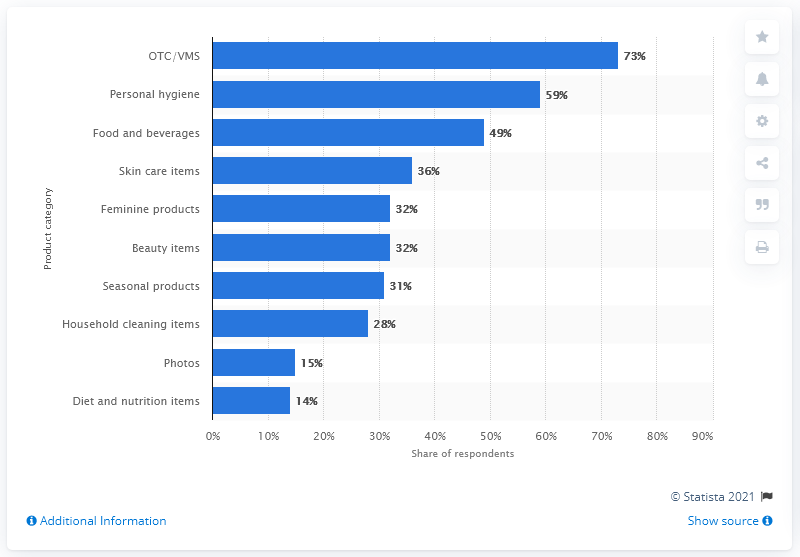 OTC/VMS
73%
Personal hygiene
59%
Food and beverages
49%
Skin care items
36%
Feminine products
32%
Beauty items
32%
Seasonal products
31%
Household cleaning items
28%
Photos
15%
Diet and nutrition items
14%
Product category
0% 10% 20% 30% 40% 50% 60% 70% 80% 90%
Share of respondents
© Statista 2021
Additional Information
Show source